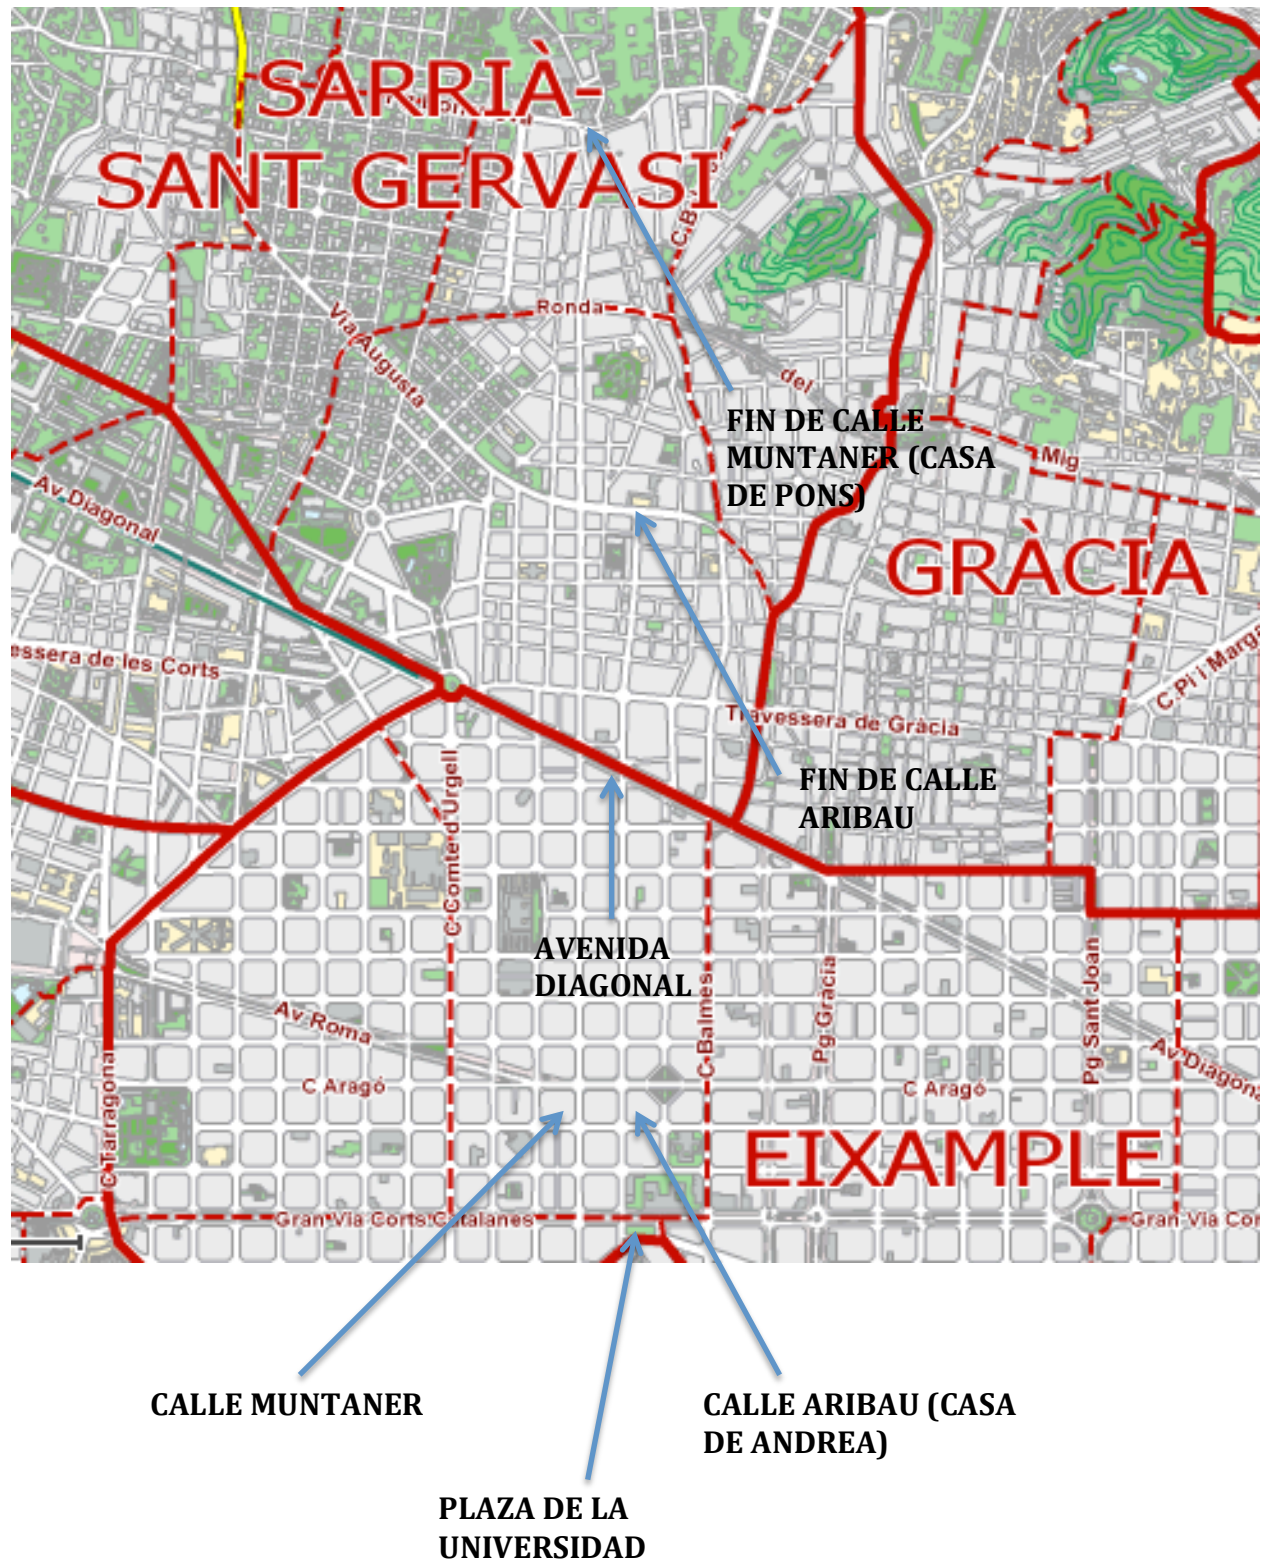 SARRIÀ-
SANT GERVASI
C.B
Ronda
Via Augusta
del
FIN DE CALLE
MUNTANER (CASA
DE PONS)
Mig
Av Diagonal
GRÀCIA
essera de les Corts
C.Pi i Marga
Travessera de Gràcia
FIN DE CALLE
ARIBAU
C Comte d'Urgell
AVENIDA
DIAGONAL
C Balmes
Pg Gràcia
Pg Sant Joan
Av Roma
Av Diagona
C Aragó
C Aragó
C Tarragona
EIXAMPLE
Gran Via Corts Catalanes
Gran Via Cor
CALLE MUNTANER
CALLE ARIBAU (CASA
DE ANDREA)
PLAZA DE LA
UNIVERSIDAD